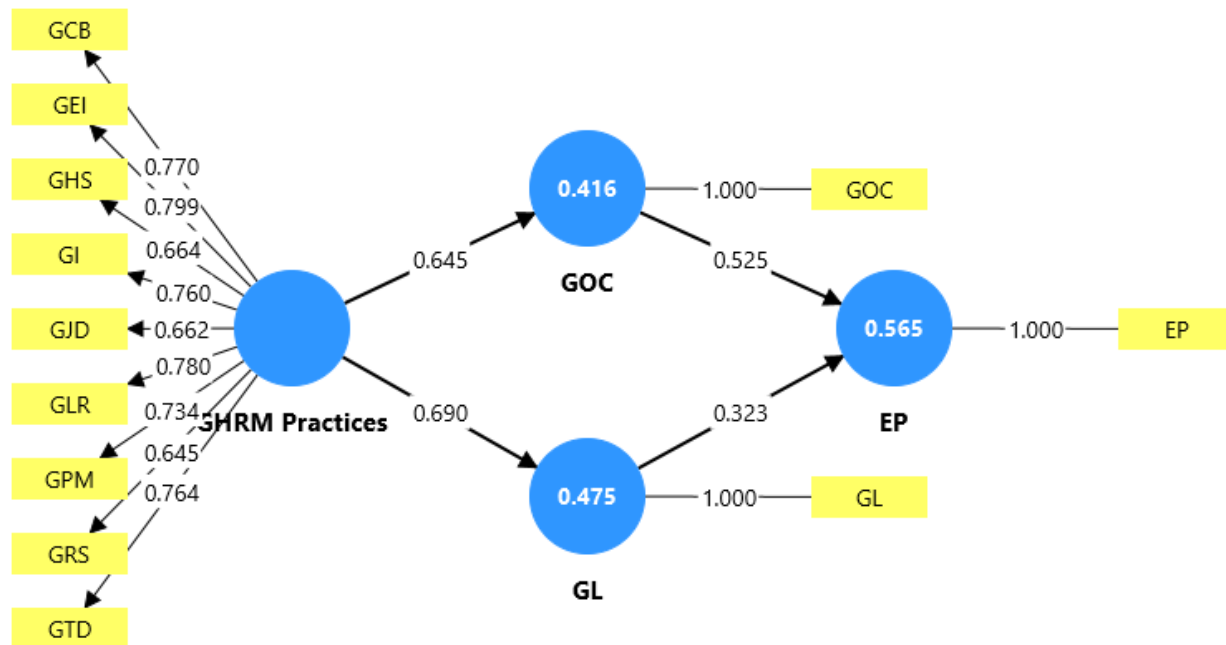 GCB
GEI
GHS
GI
GJD
GLR
GPM
GRS
GTD
0.770
0.799
0.664
0.760
0.662
0.780
0.734
0.645
0.764
GHRM Practices
0.645
0.690
0.416
GOC
1.000
GOC
0.475
GL
1.000
GL
0.525
0.323
0.565
EP
1.000
EP